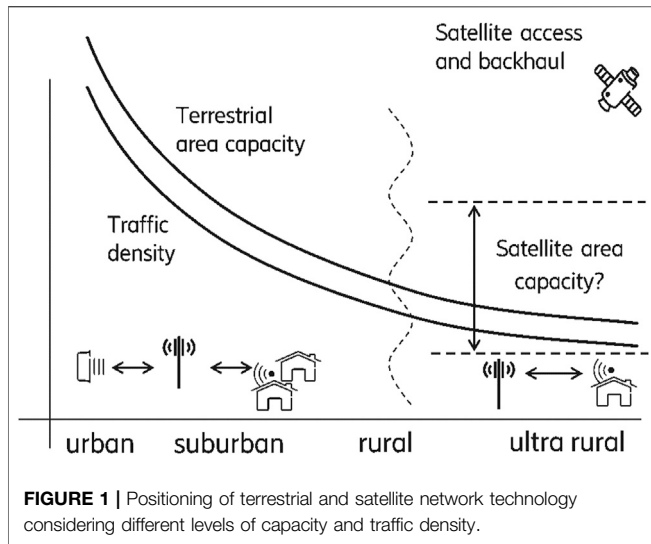 Satellite access
and backhaul
Terrestrial
area capacity
Traffic
density
Satellite area
capacity?
urban suburban rural ultra rural
FIGURE 1 | Positioning of terrestrial and satellite network technology
considering different levels of capacity and traffic density.